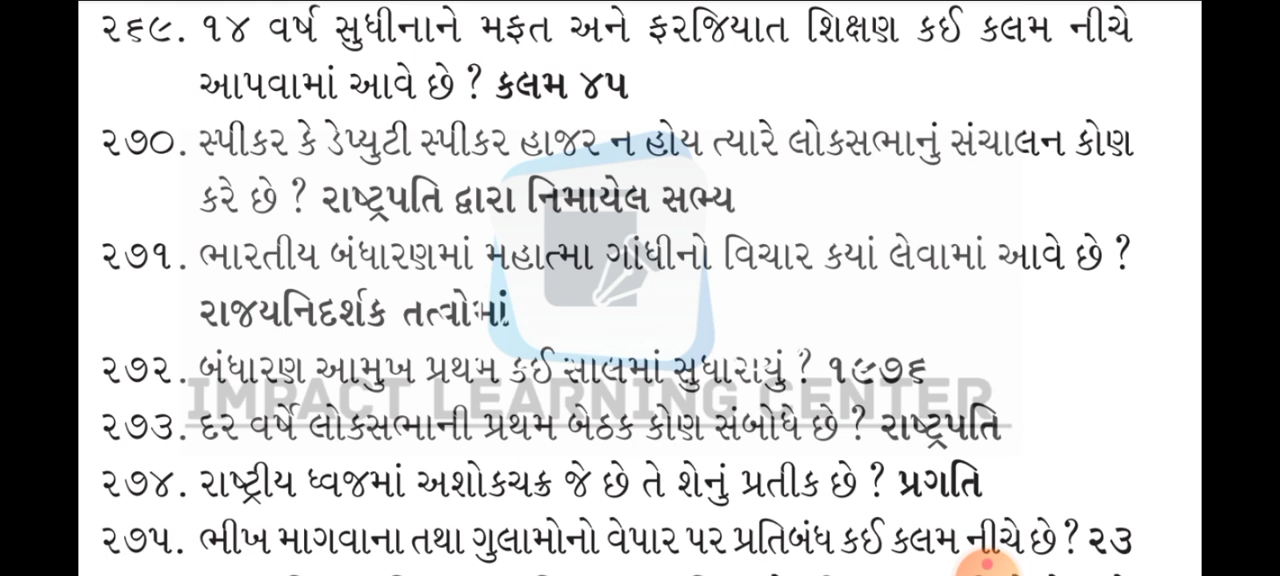 ૨૬૯. ૧૪ વર્ષ સુધીનાને મફત અને ફરજિયાત શિક્ષણ કઈ કલમ નીચે
આપવામાં આવે છે ? કલમ ૪૫
૨૭૦. સ્પીકર કે ડેપ્યુટી સ્પીકર હાજર ન હોય ત્યારે લોકસભાનું સંચાલન કોણ
કરે છે ? રાષ્ટ્રપતિ દ્વારા નિમાયેલ સભ્ય
૨૭૧. ભારતીય બંધારણમાં મહાત્મા ગાંધીનો વિચાર કયાં લેવામાં આવે છે ?
રાજયનિદર્શક તત્વોમાં
૨૭૨. બંધારણ આમુખ પ્રથમ કઈ સાલમાં સુધારાયું ? ૧૯૭૬
IMPACT LEARNING CENTER
૨૭૩. દર વર્ષે લોકસભાની પ્રથમ બેઠક કોણ સંબોધે છે ? રાષ્ટ્રપતિ
૨૭૪. રાષ્ટ્રીય ધ્વજમાં અશોકચક્ર જે છે તે શેનું પ્રતીક છે ? પ્રગતિ
૨૭૫. ભીખ માગવાના તથા ગુલામોનો વેપાર પર પ્રતિબંધ કઈ કલમ નીચે છે? ૨૩